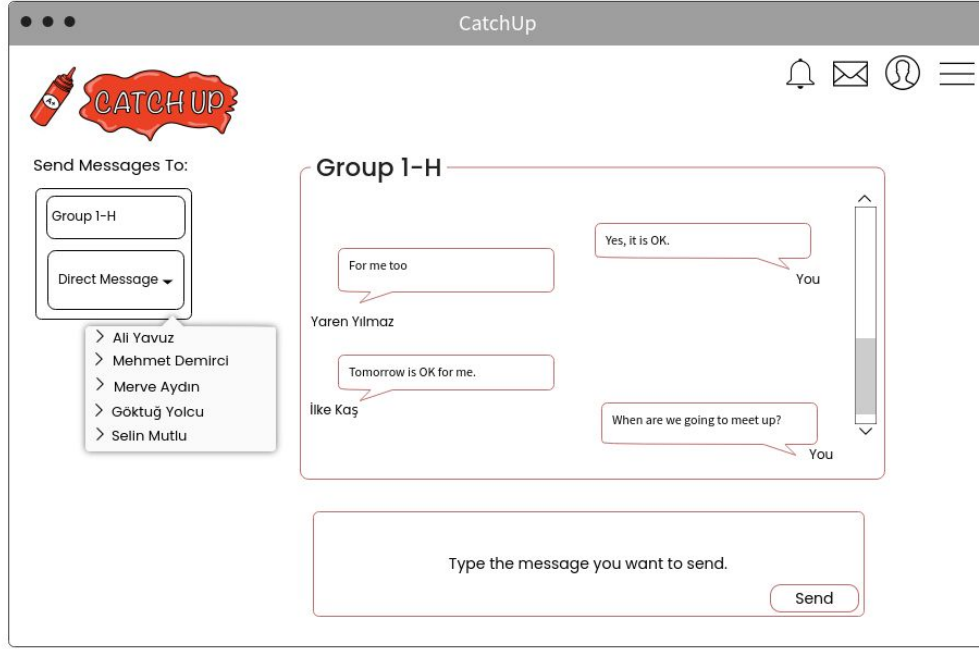 CatchUp
A+
CATCH UP
Send Messages To:
Group 1-H
Direct Message
Ali Yavuz
Mehmet Demirci
Merve Aydın
Göktuğ Yolcu
Selin Mutlu
Group 1-H
Yes, it is OK.
You
For me too
Yaren Yılmaz
Tomorrow is OK for me.
İlke Kaş
When are we going to meet up?
You
Type the message you want to send.
Send